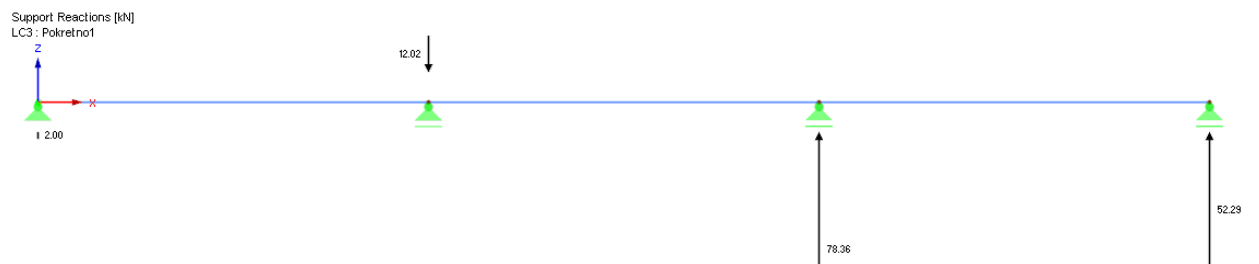 Support Reactions [kN]
LC3 : Pokretno1
Z
12.02
X
2.00
52.29
78.36